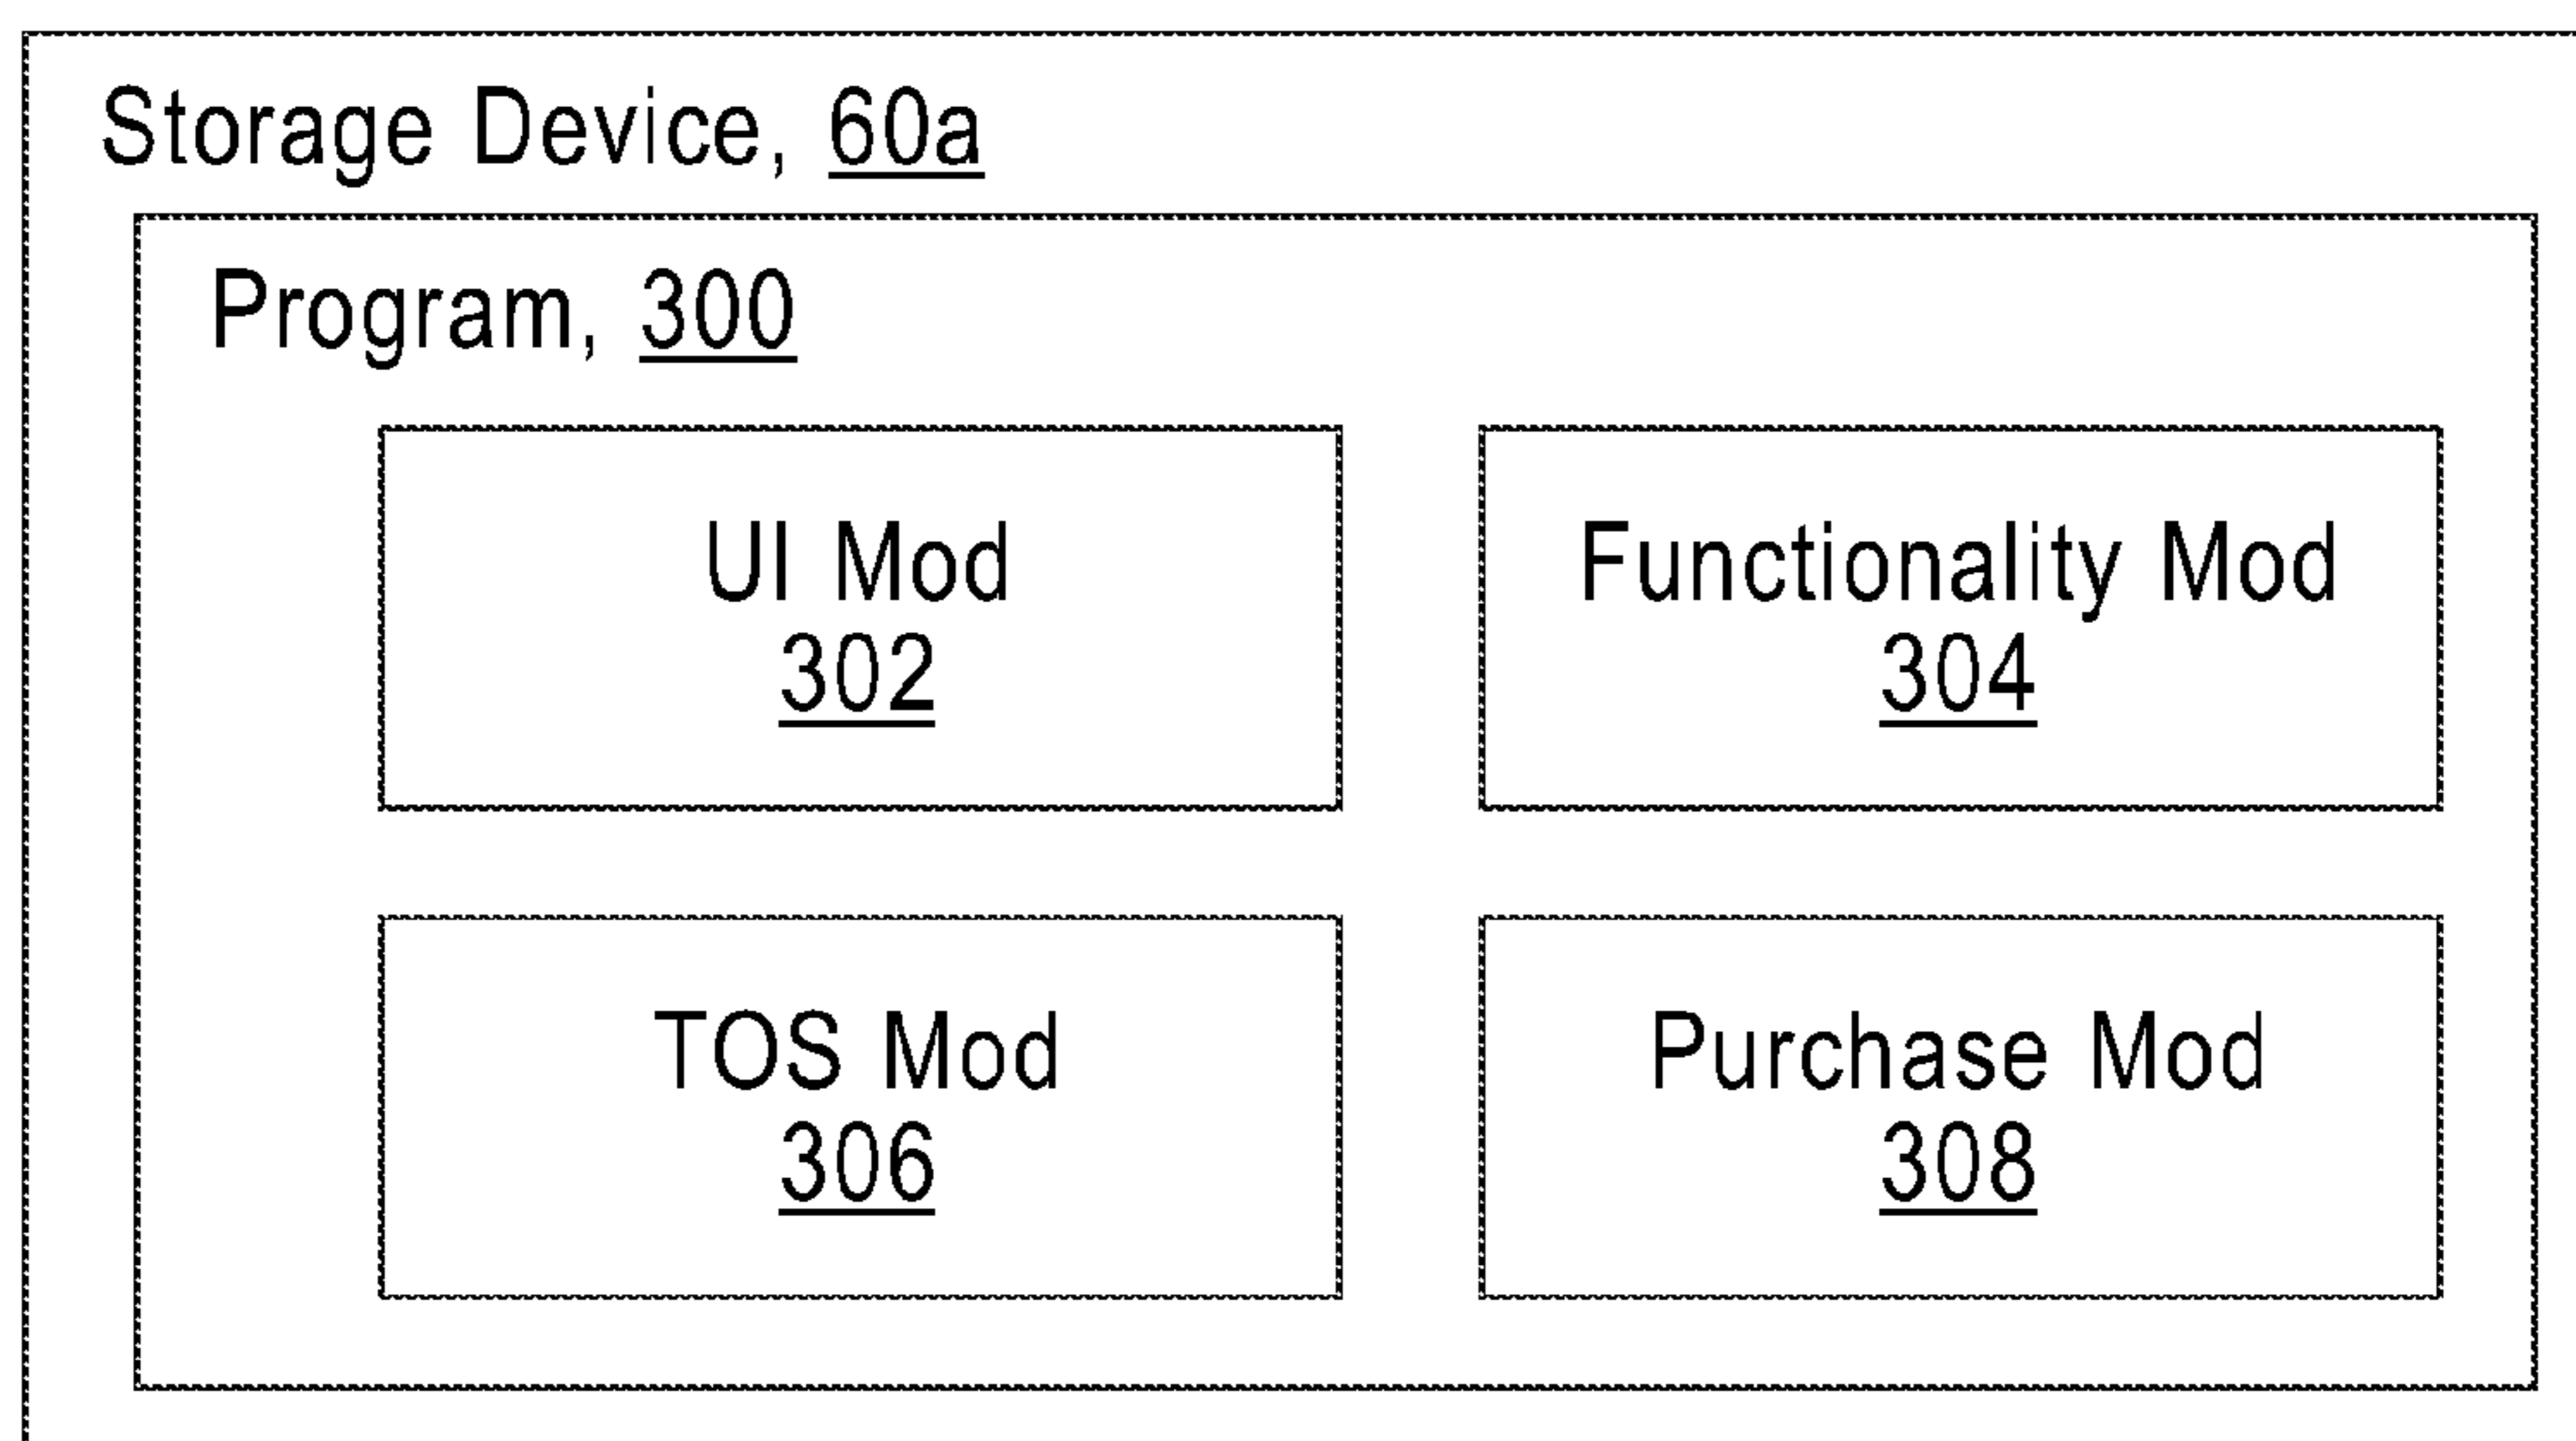 Storage Device, 60a
Program, 300
UI Mod
302
Functionality Mod
304
TOS Mod
306
Purchase Mod
308